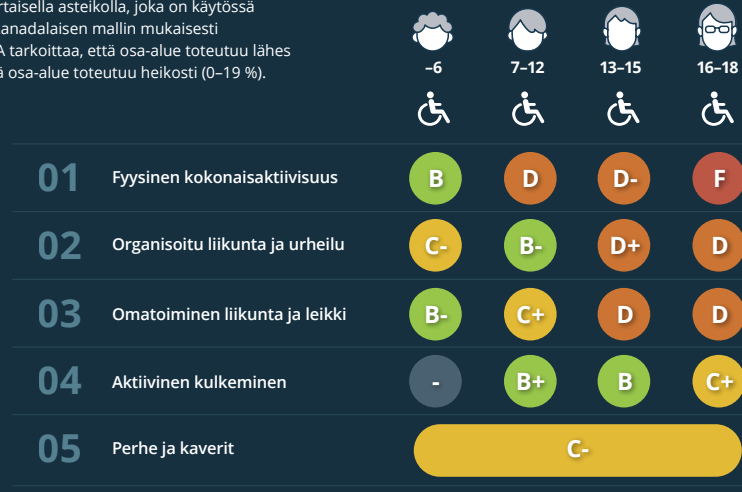 rtaisella asteikolla, joka on käytössä
kanadalaisen mallin mukaisesti
A tarkoittaa, että osa-alue toteutuu lähes
ä osa-alue toteutuu heikosti (0–19 %).
–6 7–12 13–15 16–18
01 Fyysinen kokonaisaktiivisuus B D D- F
02 Organisoitu liikunta ja urheilu C- B- D+ D
03 Omatoiminen liikunta ja leikki B- C+ D D
04 Aktiivinen kulkeminen - B+ B C+
05 Perhe ja kaverit C-